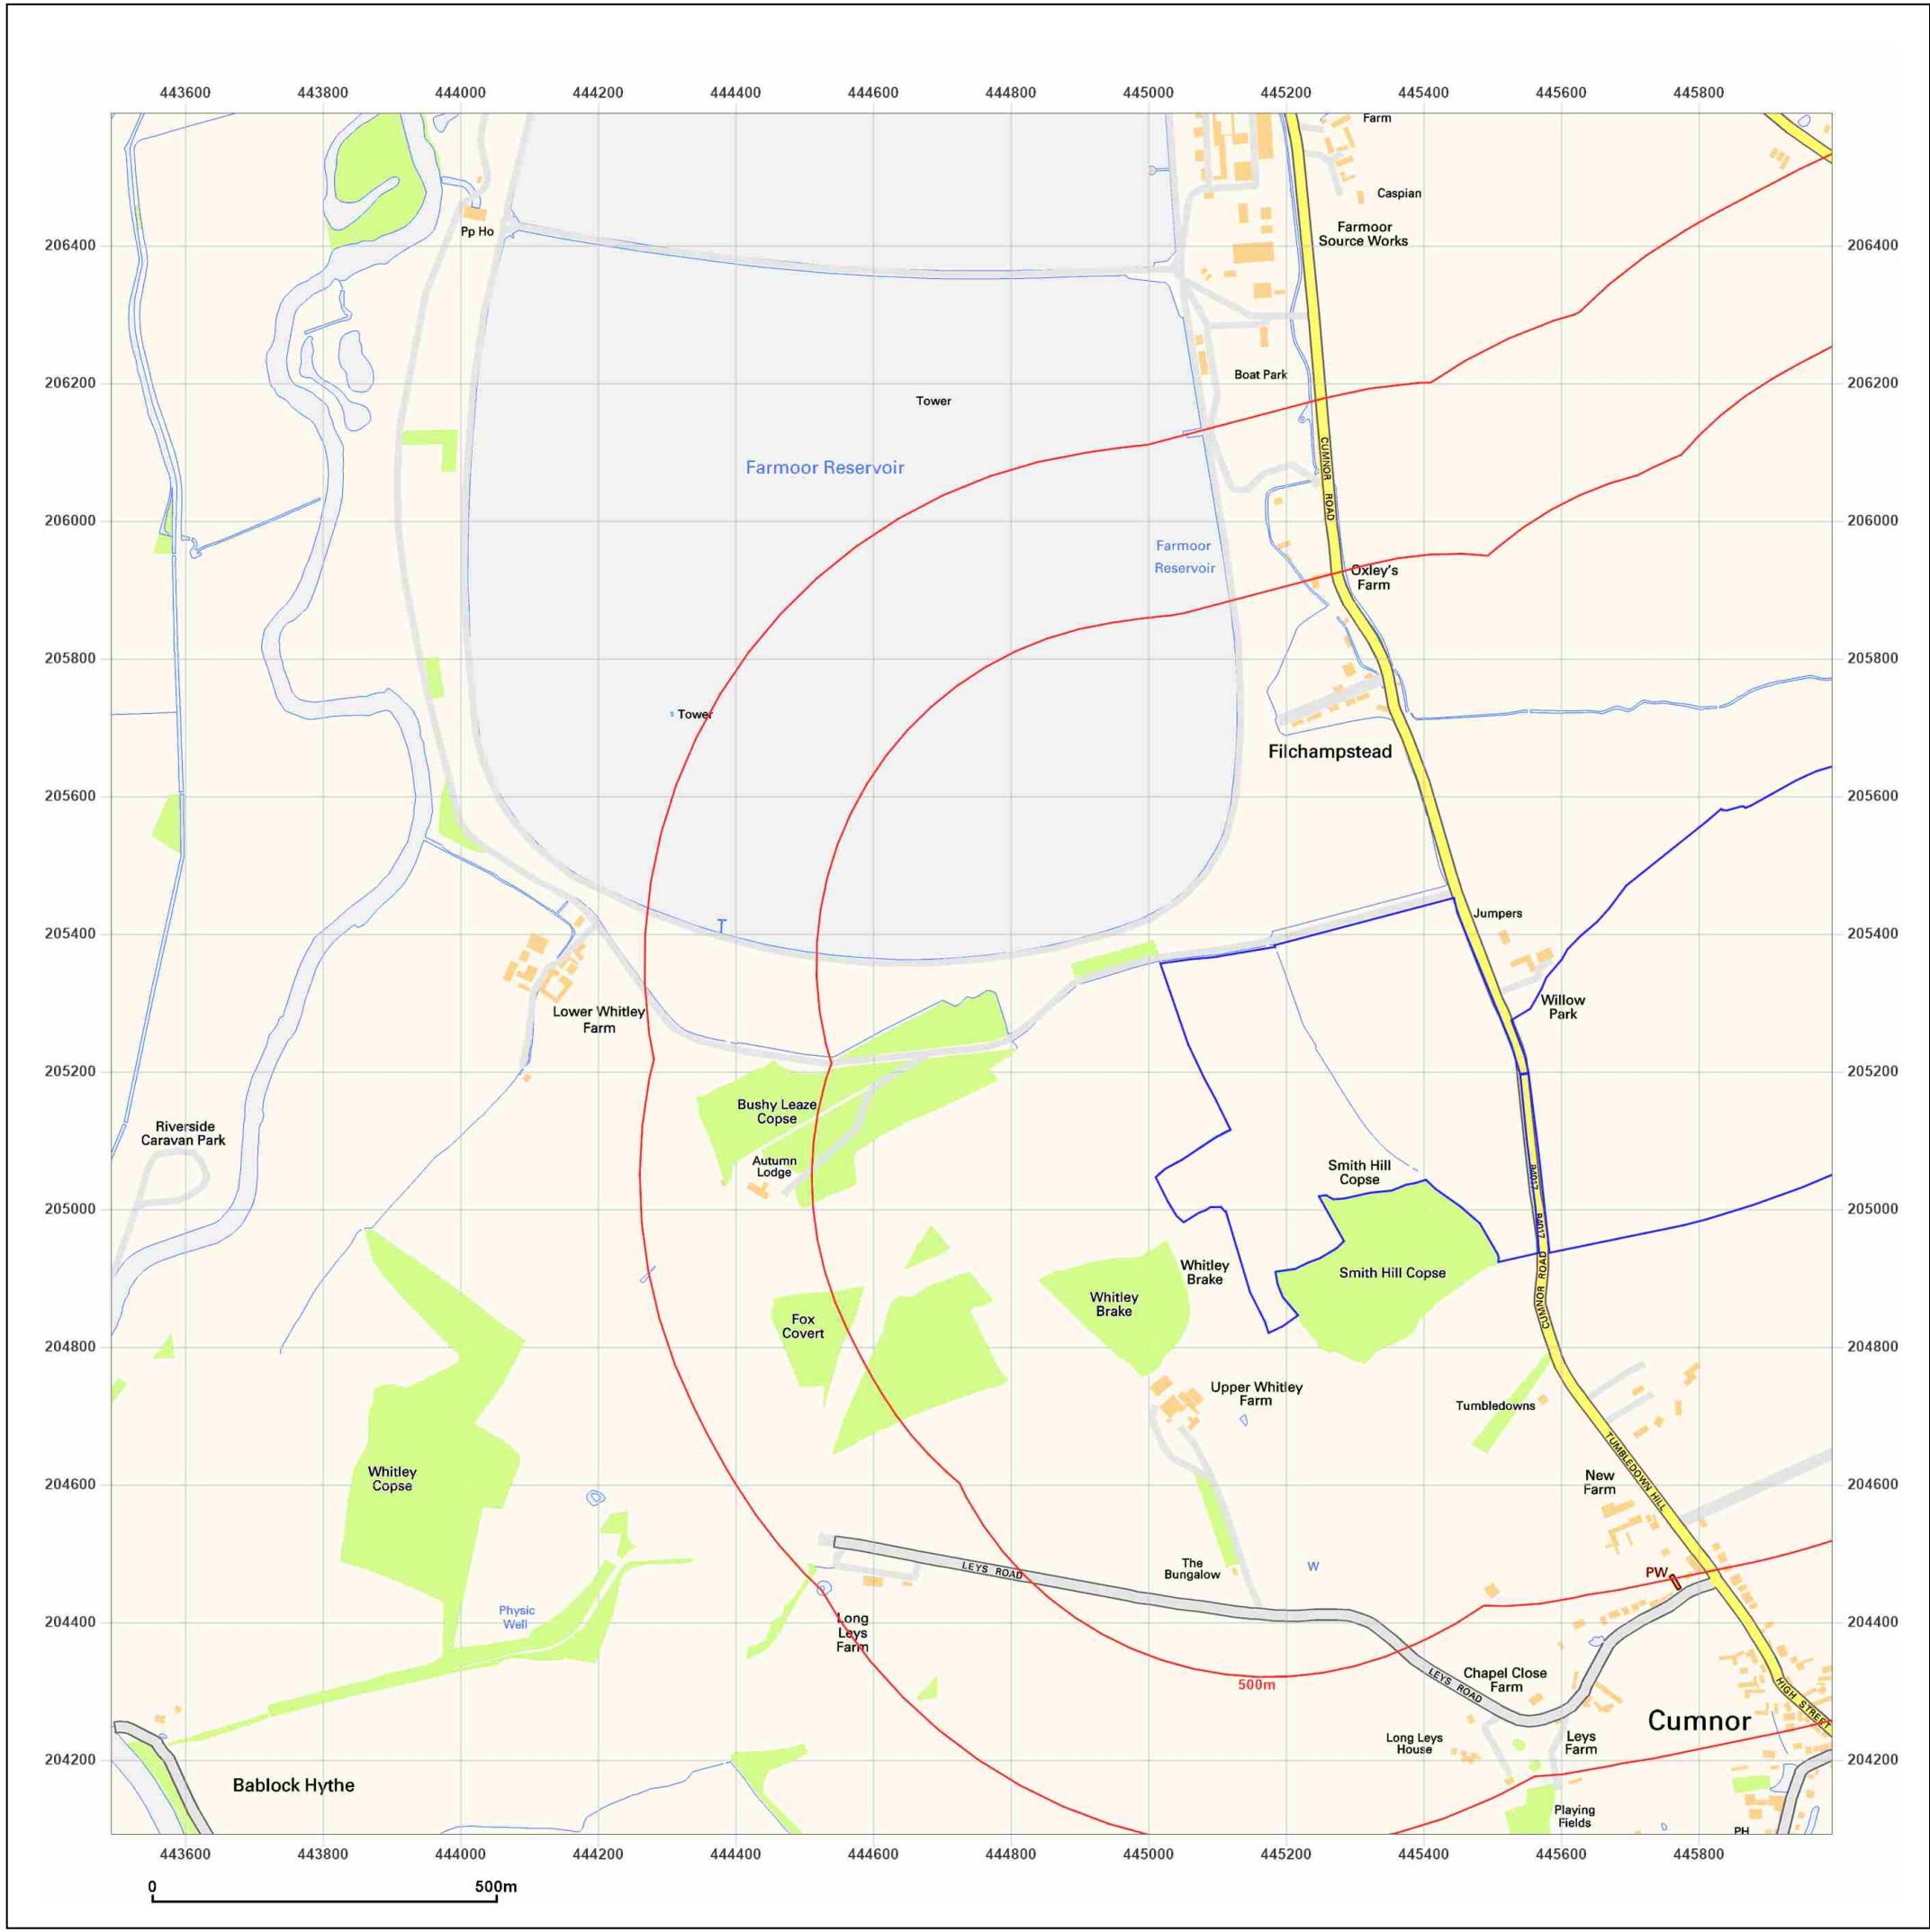 443600 443800 444000 444200 444400 444600 444800 445000 445200 445400 445600 445800
Farm
Caspian
Farmoor
Source Works
Pp Ho
206400 206400
Boat Park
206200 206200
Tower
CUMNOR ROAD
Farmoor Reservoir
206000 206000
Farmoor
Reservoir
Oxley's
Farm
205800 205800
Tower
Filchampstead
205600 205600
Jumpers
T
205400 205400
Willow
Park
Lower Whitley
Farm
205200 205200
Bushy Leaze
Copse
Riverside
Caravan Park
Autumn
Lodge
Smith Hill
Copse
B4017
205000 205000
B4017
Whitley
Brake
Smith Hill Copse
CUMNOR ROAD
Whitley
Brake
Fox
Covert
204800 204800
Upper Whitley
Farm
Tumbledowns
TUMBLEDOWN HILL
Whitley
Copse
New
Farm
204600 204600
LEYS ROAD
The
Bungalow
W
PW
Physic
Well
Long
Leys
Farm
204400 204400
500m
LEYS ROAD
Chapel Close
Farm
HIGH STREET
Cumnor
Long Leys
House
Leys
Farm
204200 204200
Bablock Hythe
Playing
Fields
PH
443600 443800 444000 444200 444400 444600 444800 445000 445200 445400 445600 445800
0 500m